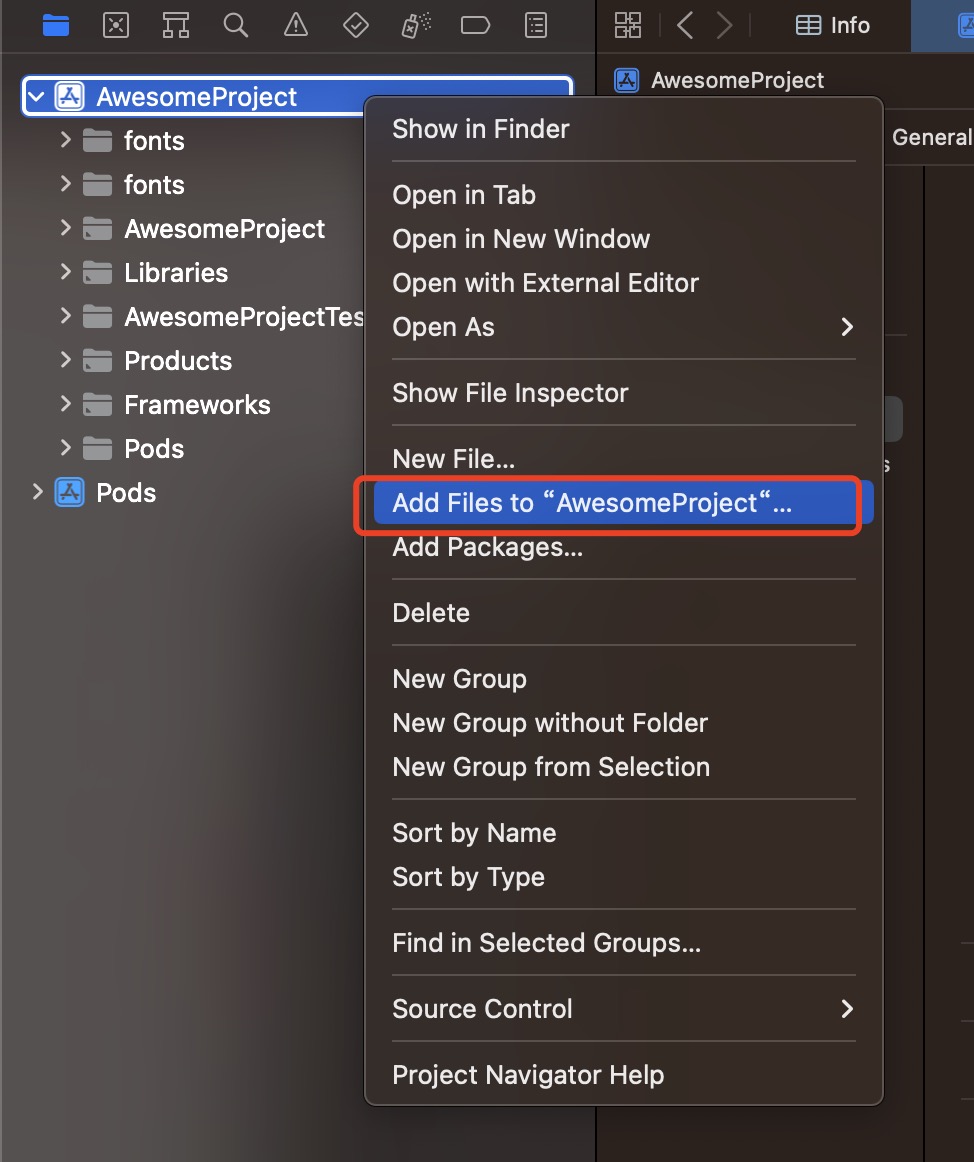 Info
AwesomeProject
AwesomeProject
fonts
fonts
AwesomeProject
Libraries
AwesomeProjectTes
Products
Frameworks
Pods
Pods
General
Show in Finder
Open in Tab
Open in New Window
Open with External Editor
Open As
Show File Inspector
New File...
Add Files to “AwesomeProject“...
Add Packages...
Delete
New Group
New Group without Folder
New Group from Selection
Sort by Name
Sort by Type
Find in Selected Groups...
Source Control
Project Navigator Help
s